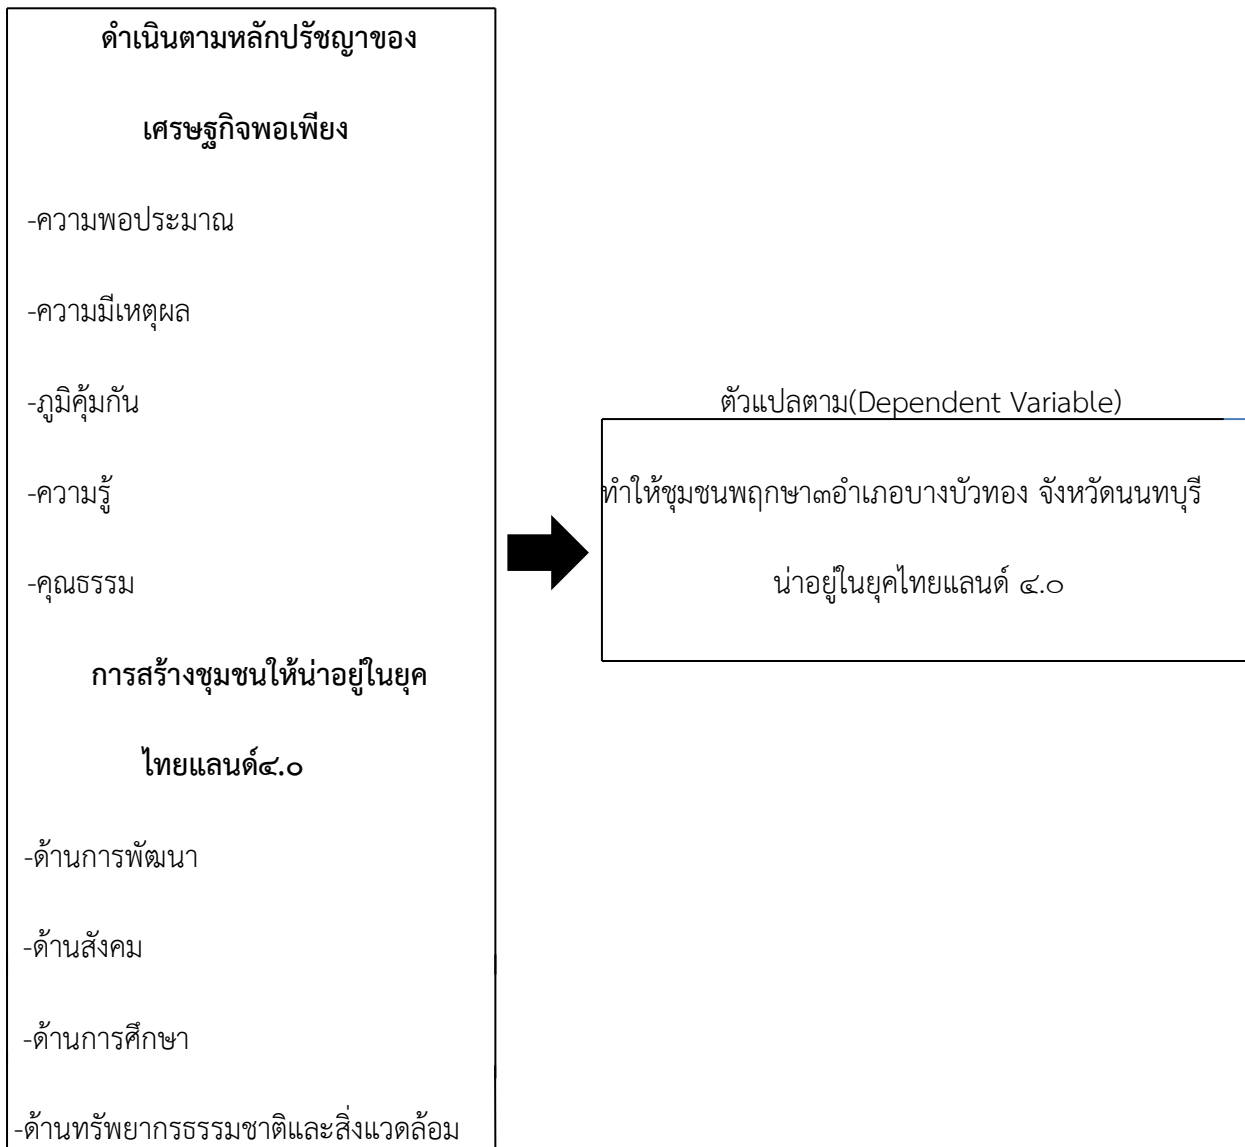 ดำเนินตามหลักปรัชญาของ
เศรษฐกิจพอเพียง
-ความพอประมาณ
-ความมีเหตุผล
-ภูมิคุ้มกัน
-ความรู้
-คุณธรรม
การสร้างชุมชนให้น่าอยู่ในยุค
ไทยแลนด์๔.๐
-ด้านการพัฒนา
-ด้านสังคม
-ด้านการศึกษา
-ด้านทรัพยากรธรรมชาติและสิ่งแวดล้อม
ตัวแปลตาม(Dependent Variable)
ทำให้ชุมชนพฤกษา๓อำเภอบางบัวทอง จังหวัดนนทบุรี
น่าอยู่ในยุคไทยแลนด์ ๔.๐